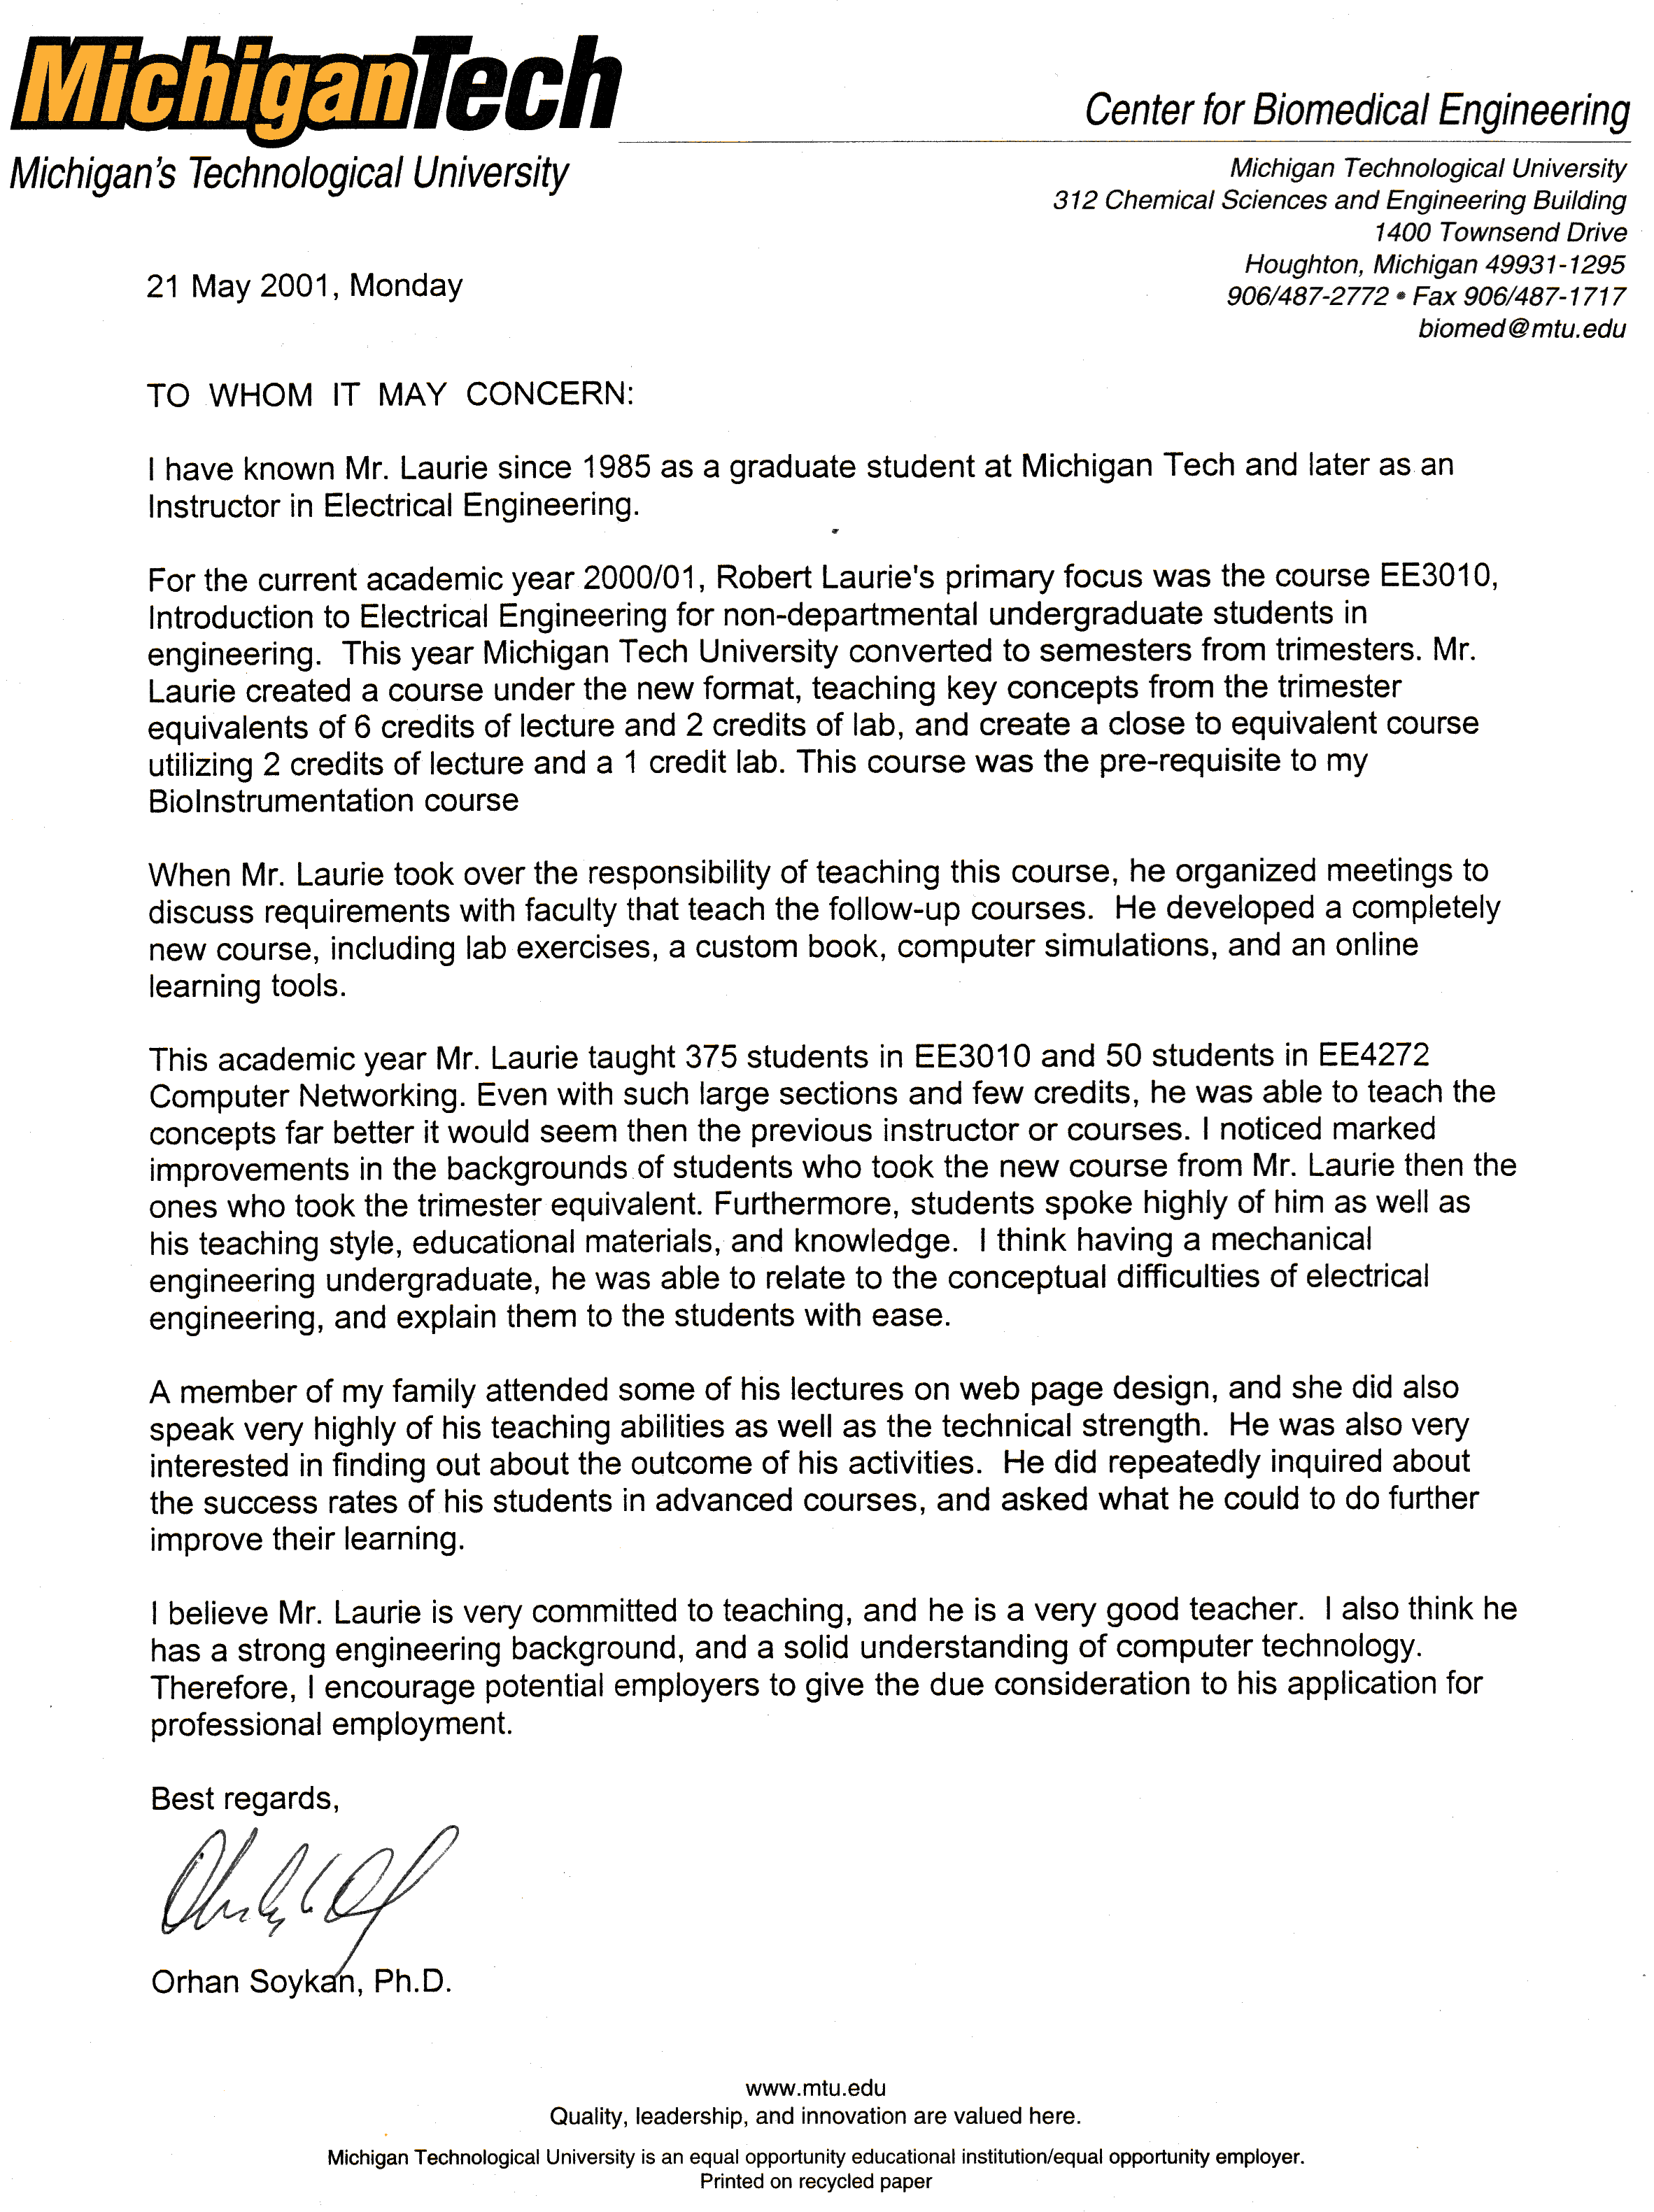 MichiganTech
Michigan's Technological University
Center for Biomedical Engineering
Michigan Technological University
312 Chemical Sciences and Engineering Building
1400 Townsend Drive
Houghton, Michigan 49931-1295
906/487-2772 • Fax 906/487-1717
biomed@mtu.edu
21 May 2001, Monday
TO WHOM IT MAY CONCERN:
I have known Mr. Laurie since 1985 as a graduate student at Michigan Tech and later as an
Instructor in Electrical Engineering.
For the current academic year 2000/01, Robert Laurie's primary focus was the course EE3010,
Introduction to Electrical Engineering for non-departmental undergraduate students in
engineering.  This year Michigan Tech University converted to semesters from trimesters. Mr.
Laurie created a course under the new format, teaching key concepts from the trimester
equivalents of 6 credits of lecture and 2 credits of lab, and create a close to equivalent course
utilizing 2 credits of lecture and a 1 credit lab. This course was the pre-requisite to my
BioInstrumentation course
When Mr. Laurie took over the responsibility of teaching this course, he organized meetings to
discuss requirements with faculty that teach the follow-up courses.  He developed a completely
new course, including lab exercises, a custom book, computer simulations, and an online
learning tools.
This academic year Mr. Laurie taught 375 students in EE3010 and 50 students in EE4272
Computer Networking. Even with such large sections and few credits, he was able to teach the
concepts far better it would seem then the previous instructor or courses. I noticed marked
improvements in the backgrounds of students who took the new course from Mr. Laurie then the
ones who took the trimester equivalent. Furthermore, students spoke highly of him as well as
his teaching style, educational materials, and knowledge.  I think having a mechanical
engineering undergraduate, he was able to relate to the conceptual difficulties of electrical
engineering, and explain them to the students with ease.
A member of my family attended some of his lectures on web page design, and she did also
speak very highly of his teaching abilities as well as the technical strength.  He was also very
interested in finding out about the outcome of his activities.  He did repeatedly inquired about
the success rates of his students in advanced courses, and asked what he could to do further
improve their learning.
I believe Mr. Laurie is very committed to teaching, and he is a very good teacher.  I also think he
has a strong engineering background, and a solid understanding of computer technology.
Therefore, I encourage potential employers to give the due consideration to his application for
professional employment.
Best regards,
Orhan Soykan, Ph.D.
www.mtu.edu
Quality, leadership, and innovation are valued here.
Michigan Technological University is an equal opportunity educational institution/equal opportunity employer.
Printed on recycled paper